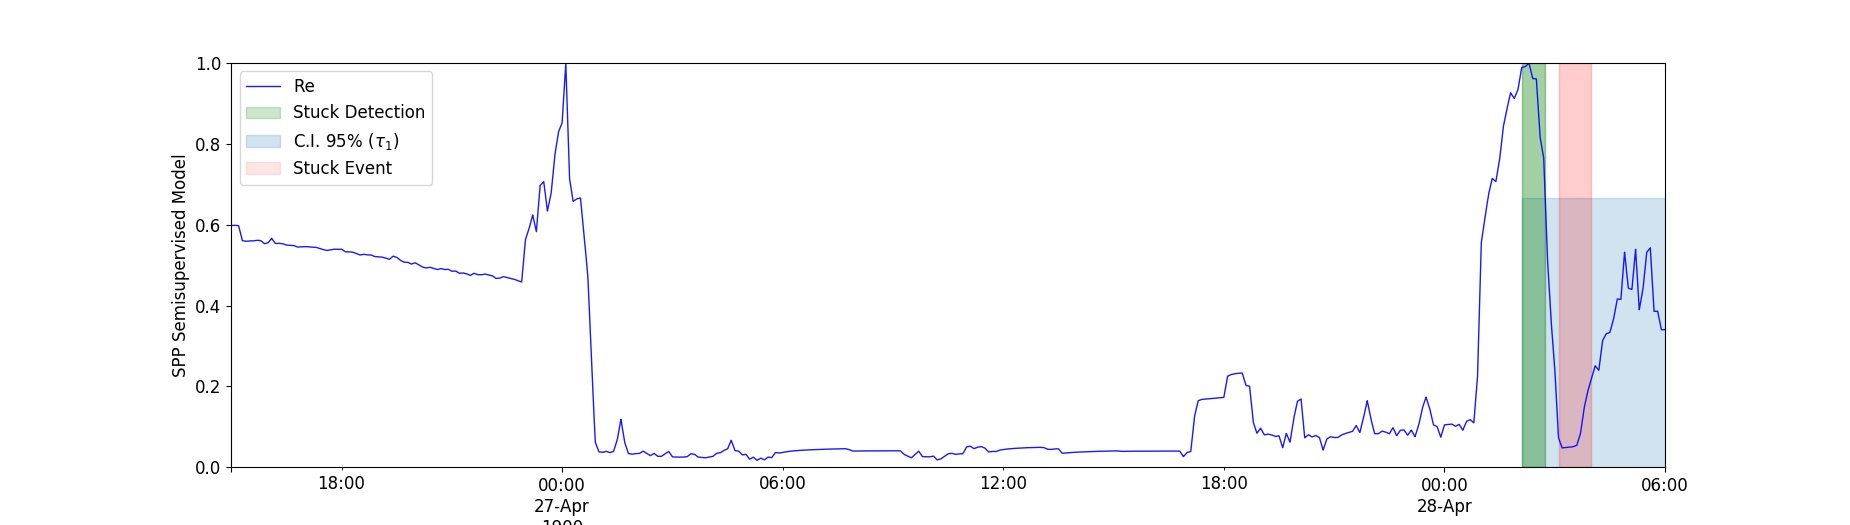 1.0
0.8
0.6
0.4
0.2
0.0
SPP Semisupervised Model
Re
Stuck Detection
C.I. 95% (τ₁)
Stuck Event
18:00
00:00
27-Apr
1900
06:00
12:00
18:00
00:00
28-Apr
06:00